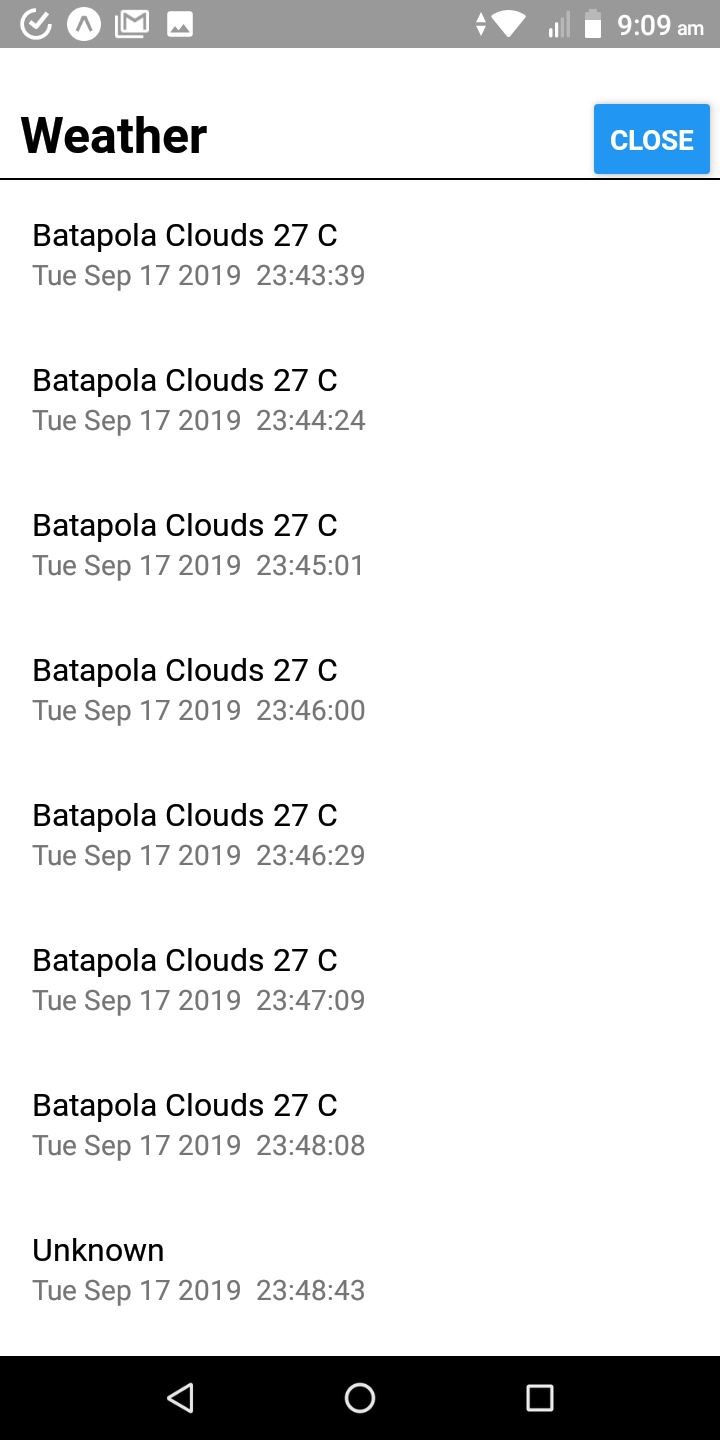 9:09 am
Weather
CLOSE
Batapola Clouds 27 C
Tue Sep 17 2019  23:43:39
Batapola Clouds 27 C
Tue Sep 17 2019  23:44:24
Batapola Clouds 27 C
Tue Sep 17 2019  23:45:01
Batapola Clouds 27 C
Tue Sep 17 2019  23:46:00
Batapola Clouds 27 C
Tue Sep 17 2019  23:46:29
Batapola Clouds 27 C
Tue Sep 17 2019  23:47:09
Batapola Clouds 27 C
Tue Sep 17 2019  23:48:08
Unknown
Tue Sep 17 2019  23:48:43